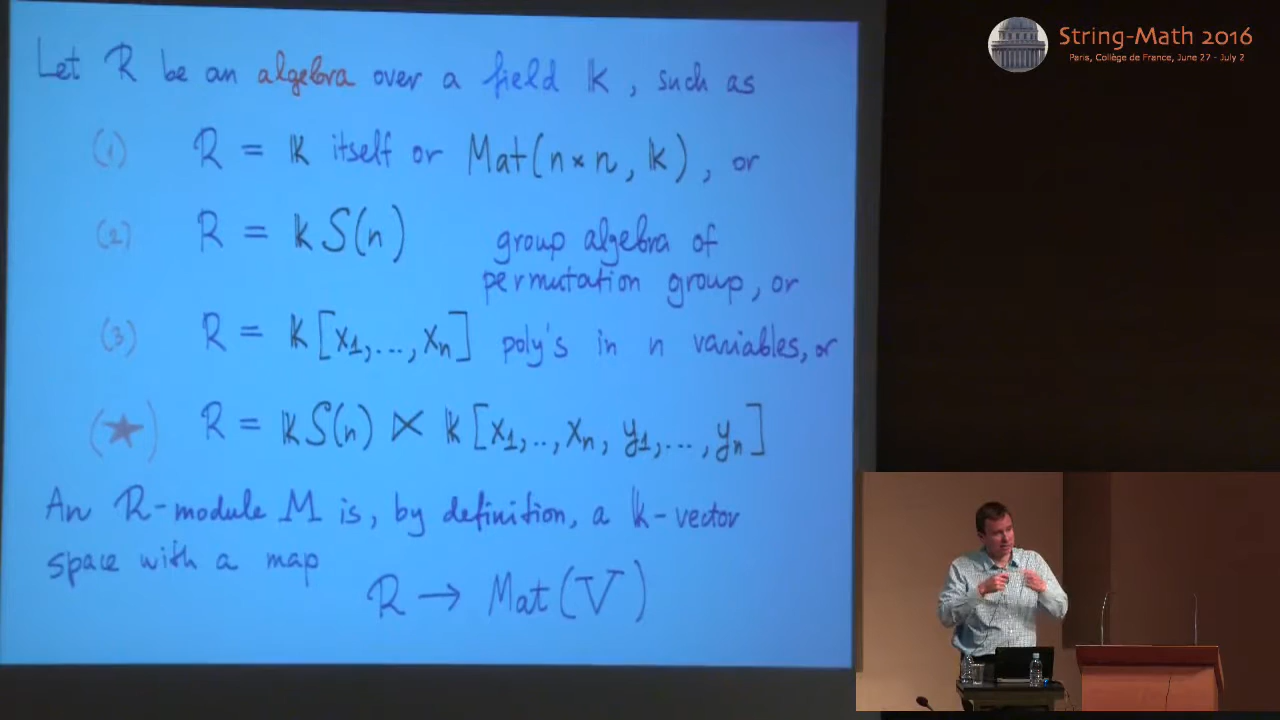 Let R be an algebra over a field 𝕜, such as
(1) R = 𝕜 itself or Mat(n×n, 𝕜), or
(2) R = 𝕜S(n) group algebra of
permutation group, or
(3) R = 𝕜[x₁,...,xₙ] poly's in n variables, or
(★) R = 𝕜S(n) ⋉ 𝕜[x₁,..,xₙ, y₁,...,yₙ]
An R-module M is, by definition, a 𝕜-vector
space with a map
R → Mat(V)
String-Math 2016
Paris, Collège de France, June 27 - July 2